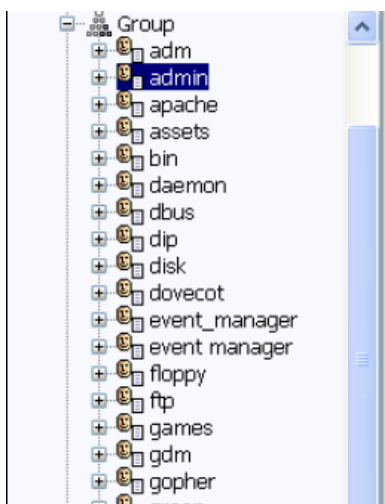 Group
adm
admin
apache
assets
bin
daemon
dbus
dip
disk
dovecot
event_manager
event manager
floppy
ftp
games
gdm
gopher